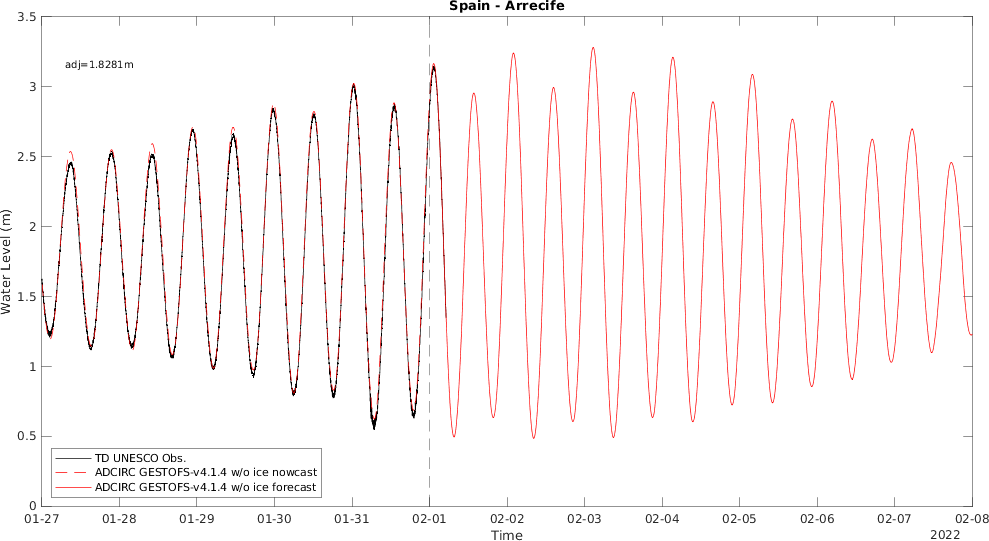 Spain - Arrecife
adj=1.8281m
Water Level (m)
3.5
3
2.5
2
1.5
1
0.5
0
TD UNESCO Obs.
ADCIRC GESTOFS-v4.1.4 w/o ice nowcast
ADCIRC GESTOFS-v4.1.4 w/o ice forecast
01-27 01-28 01-29 01-30 01-31 02-01 02-02 02-03 02-04 02-05 02-06 02-07 02-08
Time
2022